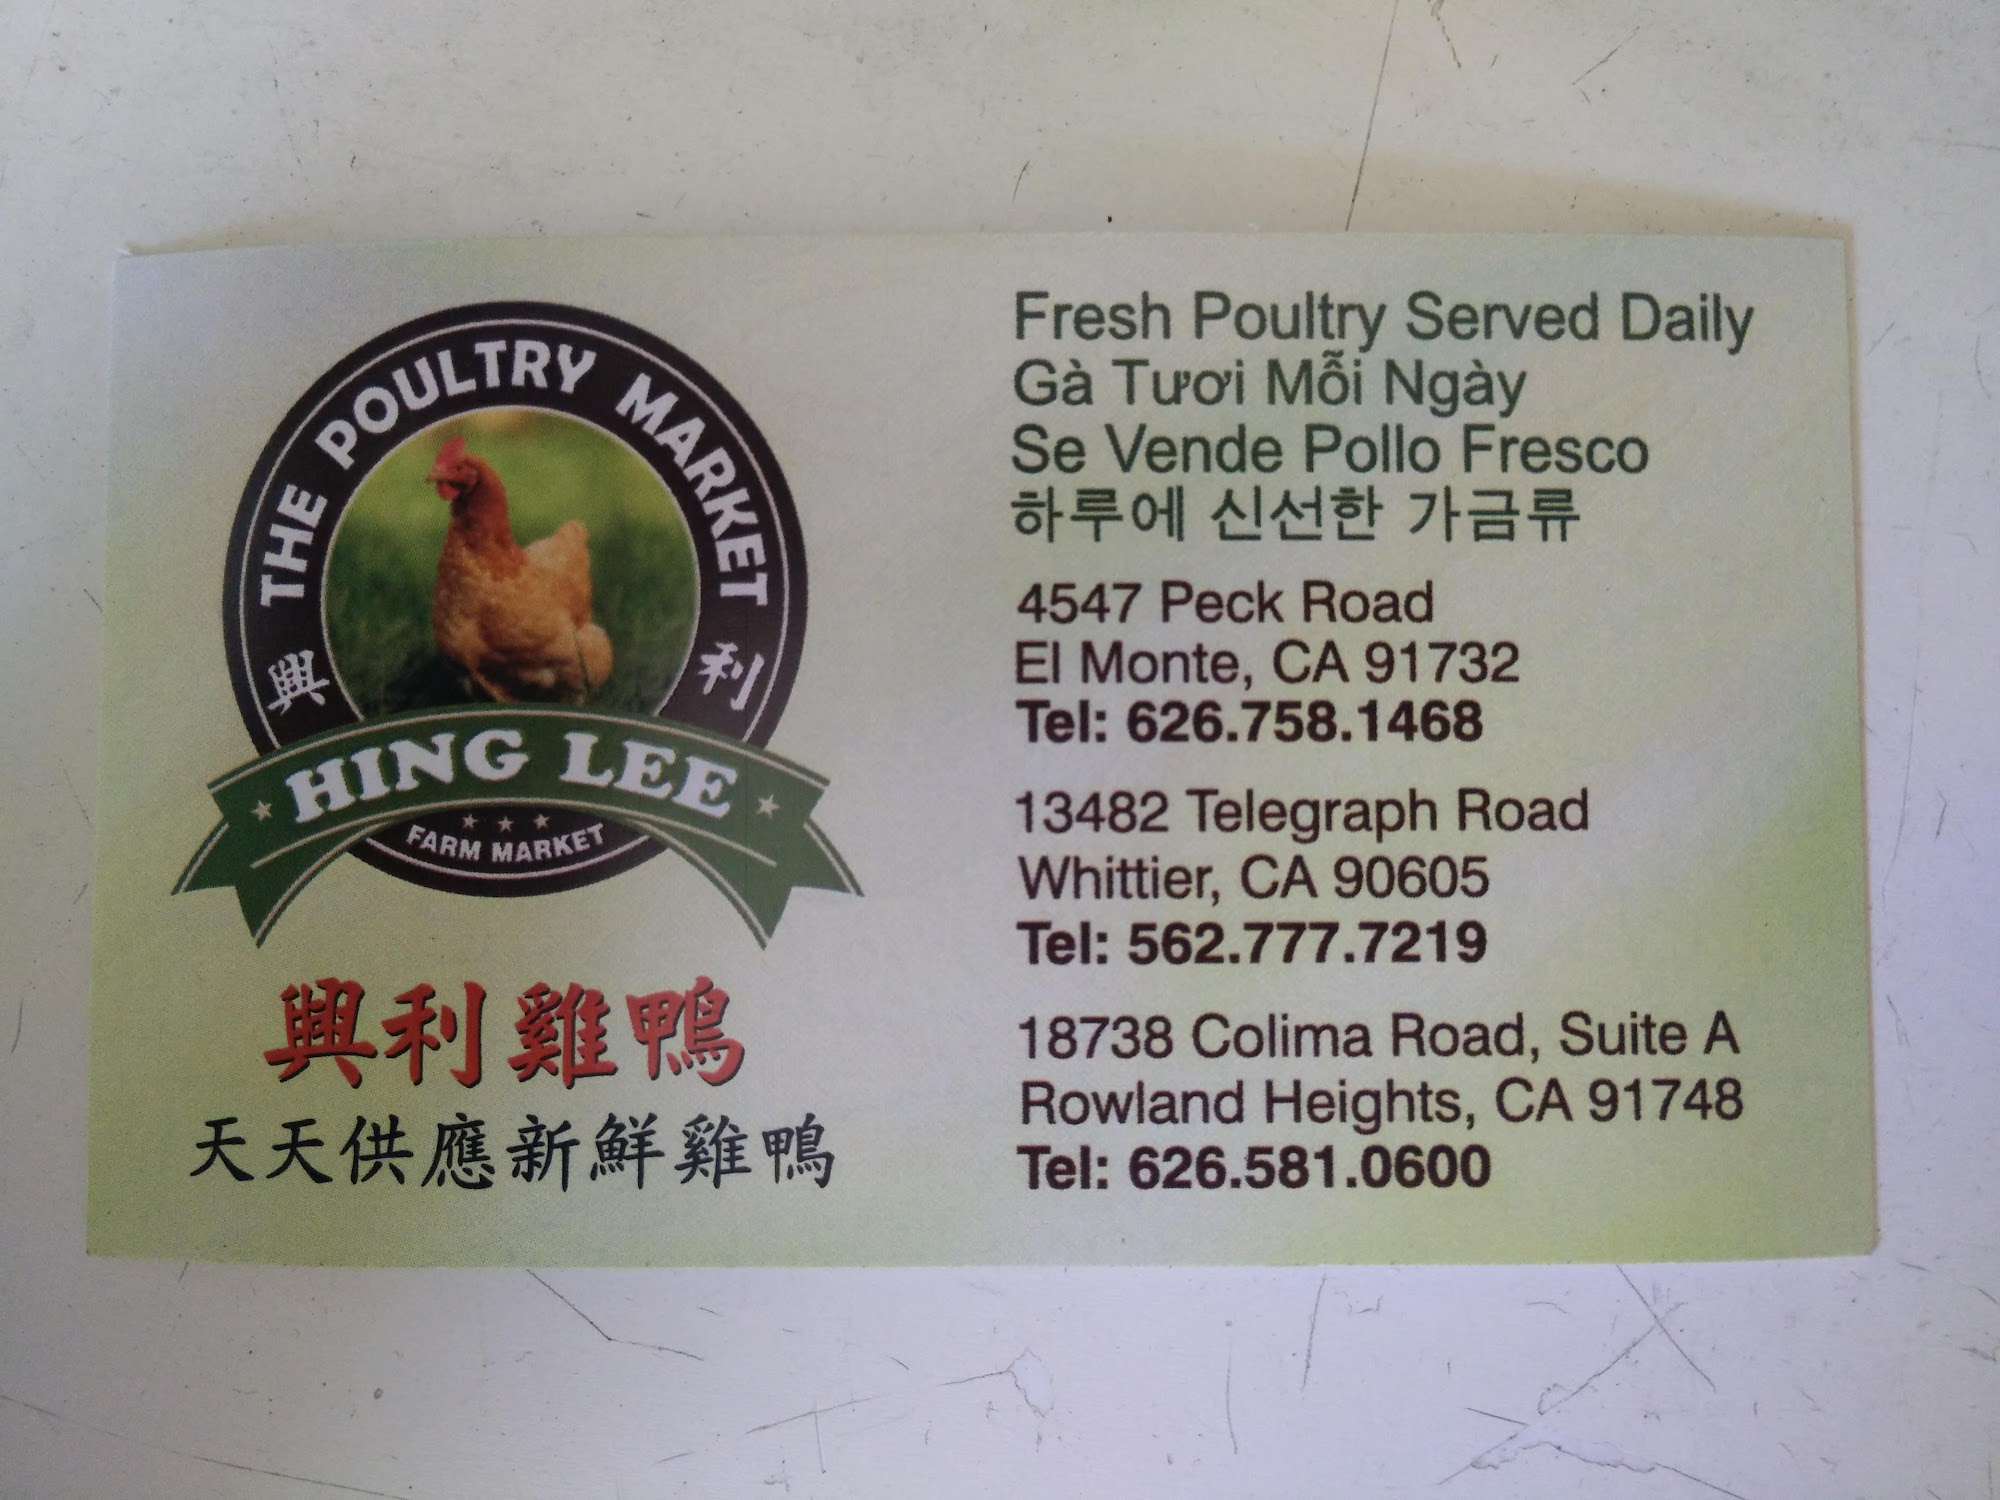 THE POULTRY MARKET
興 利
HING LEE
FARM MARKET
興利雞鴨
天天供應新鮮雞鴨
Fresh Poultry Served Daily
Gà Tươi Mỗi Ngày
Se Vende Pollo Fresco
하루에 신선한 가금류
4547 Peck Road
El Monte, CA 91732
Tel: 626.758.1468
13482 Telegraph Road
Whittier, CA 90605
Tel: 562.777.7219
18738 Colima Road, Suite A
Rowland Heights, CA 91748
Tel: 626.581.0600